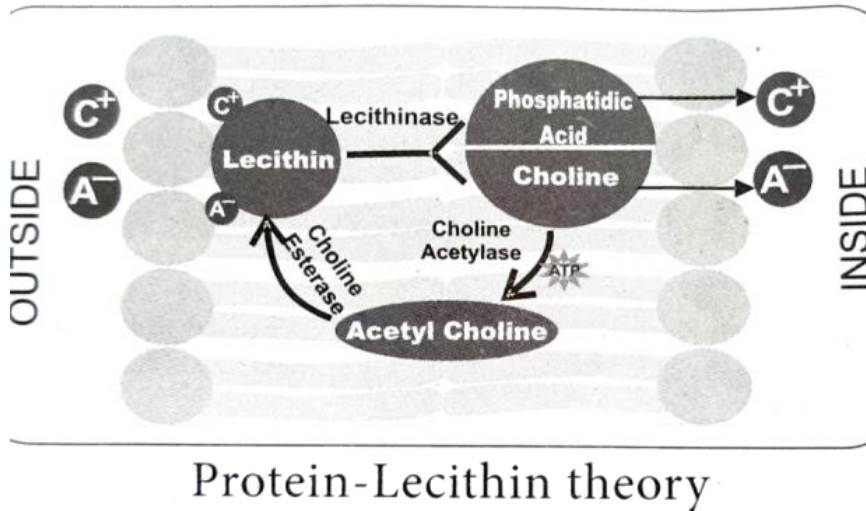 OUTSIDE
C+
A−
C+
A−
Lecithin
Lecithinase
Phosphatidic
Acid
Choline
C+
A−
INSIDE
Choline
Acetylase
ATP
Choline
Esterase
Acetyl Choline
Protein-Lecithin theory